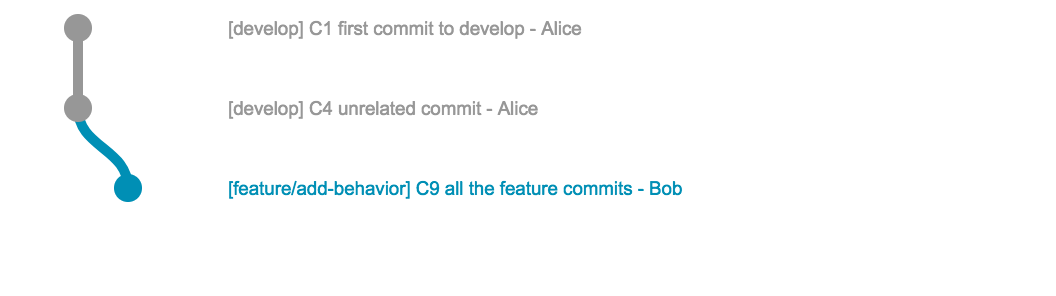 [develop] C1 first commit to develop - Alice
[develop] C4 unrelated commit - Alice
[feature/add-behavior] C9 all the feature commits - Bob